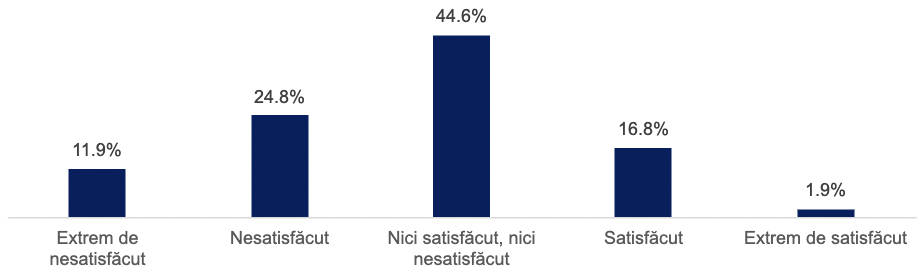 44.6%
24.8%
16.8%
11.9%
1.9%
Extrem de
nesatisfăcut
Nesatisfăcut
Nici satisfăcut, nici
nesatisfăcut
Satisfăcut
Extrem de satisfăcut